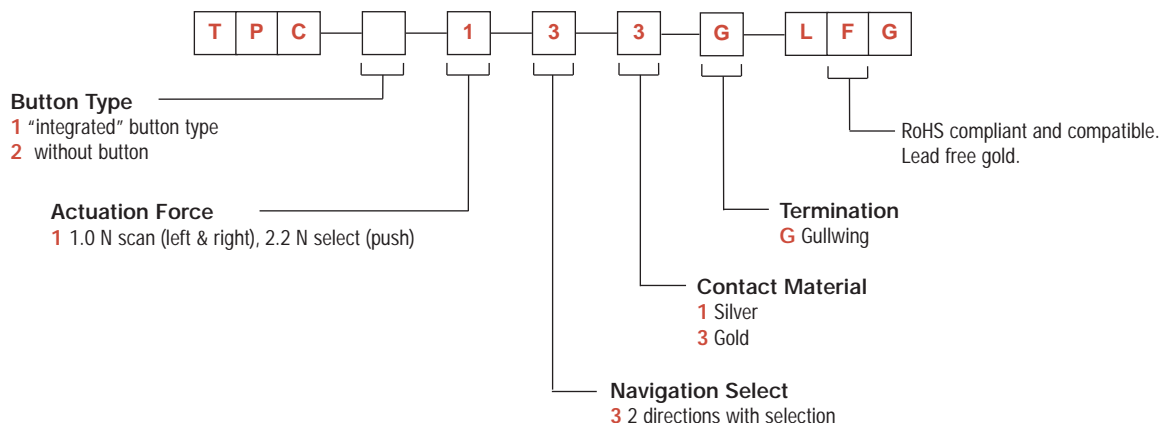 T P C 1 3 3 G L F G
Button Type
1 “integrated” button type
2 without button
RoHS compliant and compatible.
Lead free gold.
Actuation Force
1 1.0 N scan (left & right), 2.2 N select (push)
Termination
G Gullwing
Contact Material
1 Silver
3 Gold
Navigation Select
3 2 directions with selection